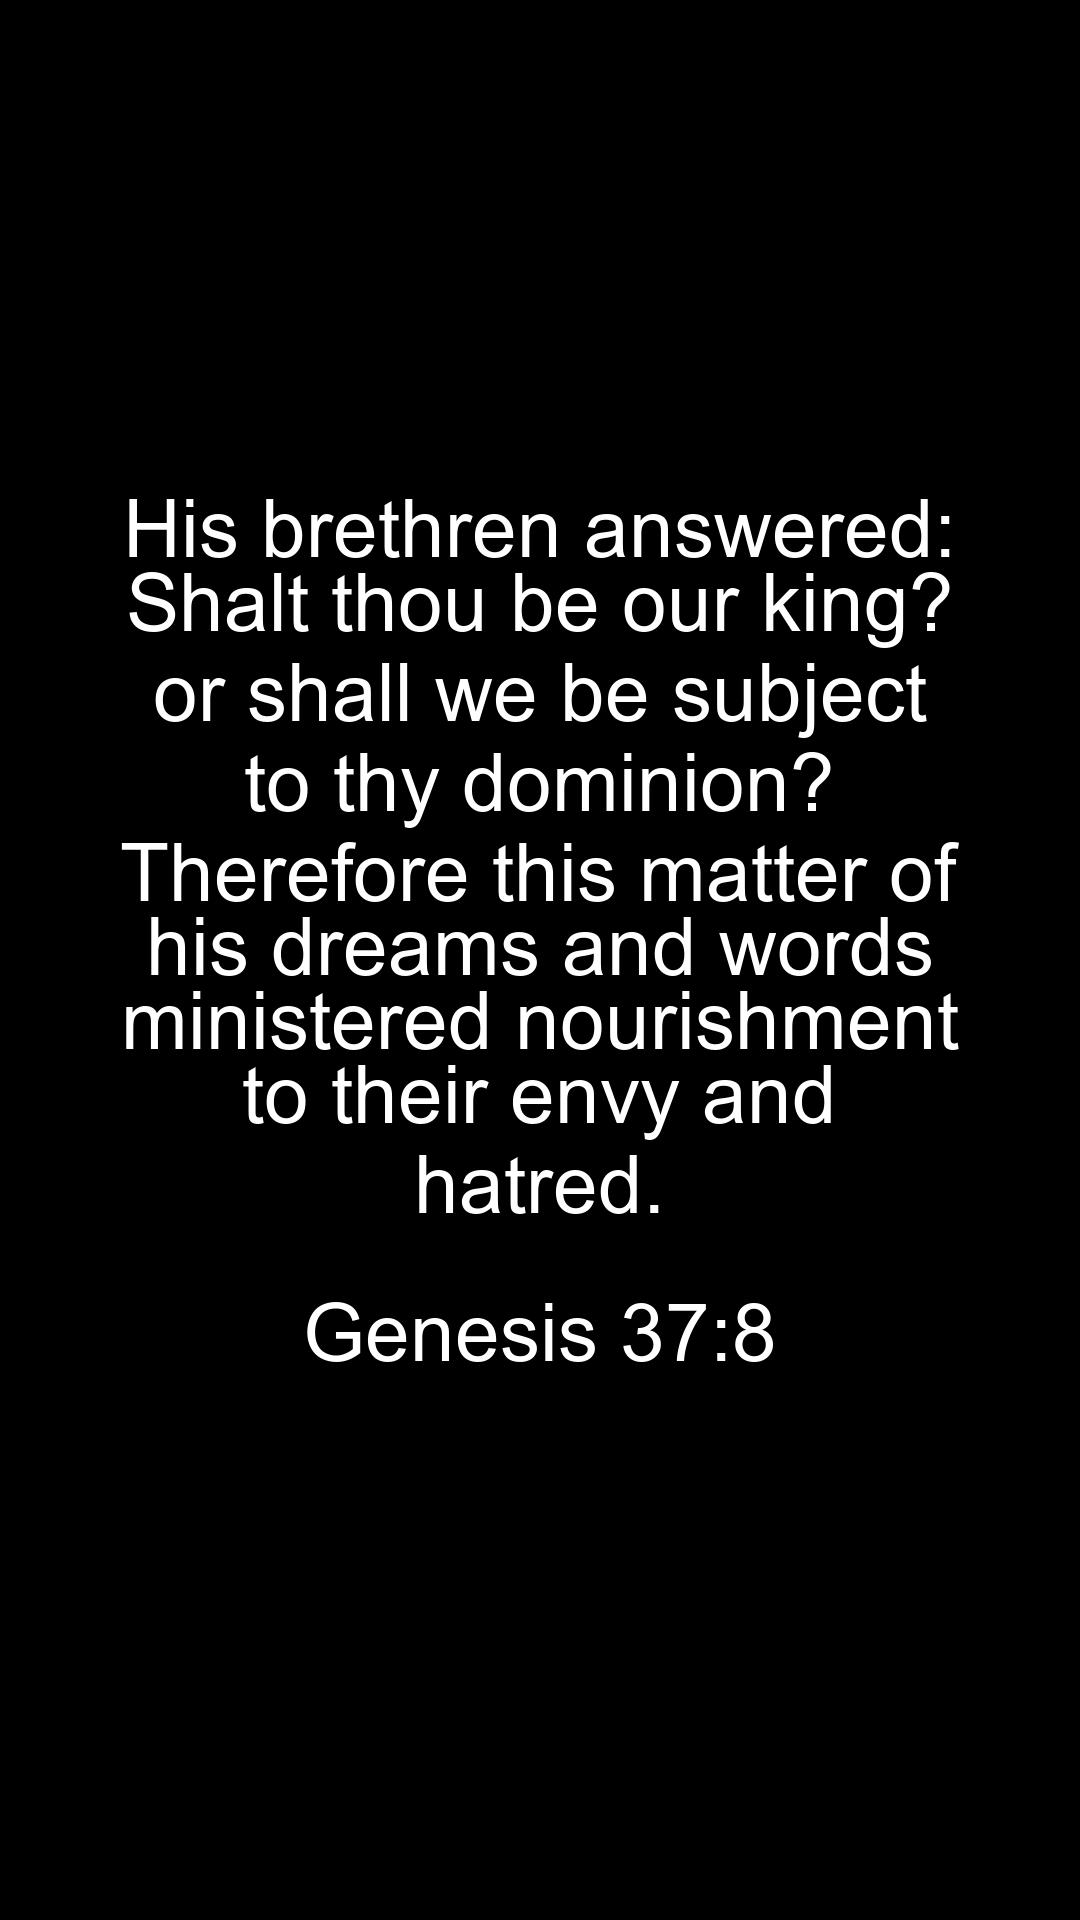 His brethren answered:
Shalt thou be our king?
or shall we be subject
to thy dominion?
Therefore this matter of
his dreams and words
ministered nourishment
to their envy and
hatred.
Genesis 37:8